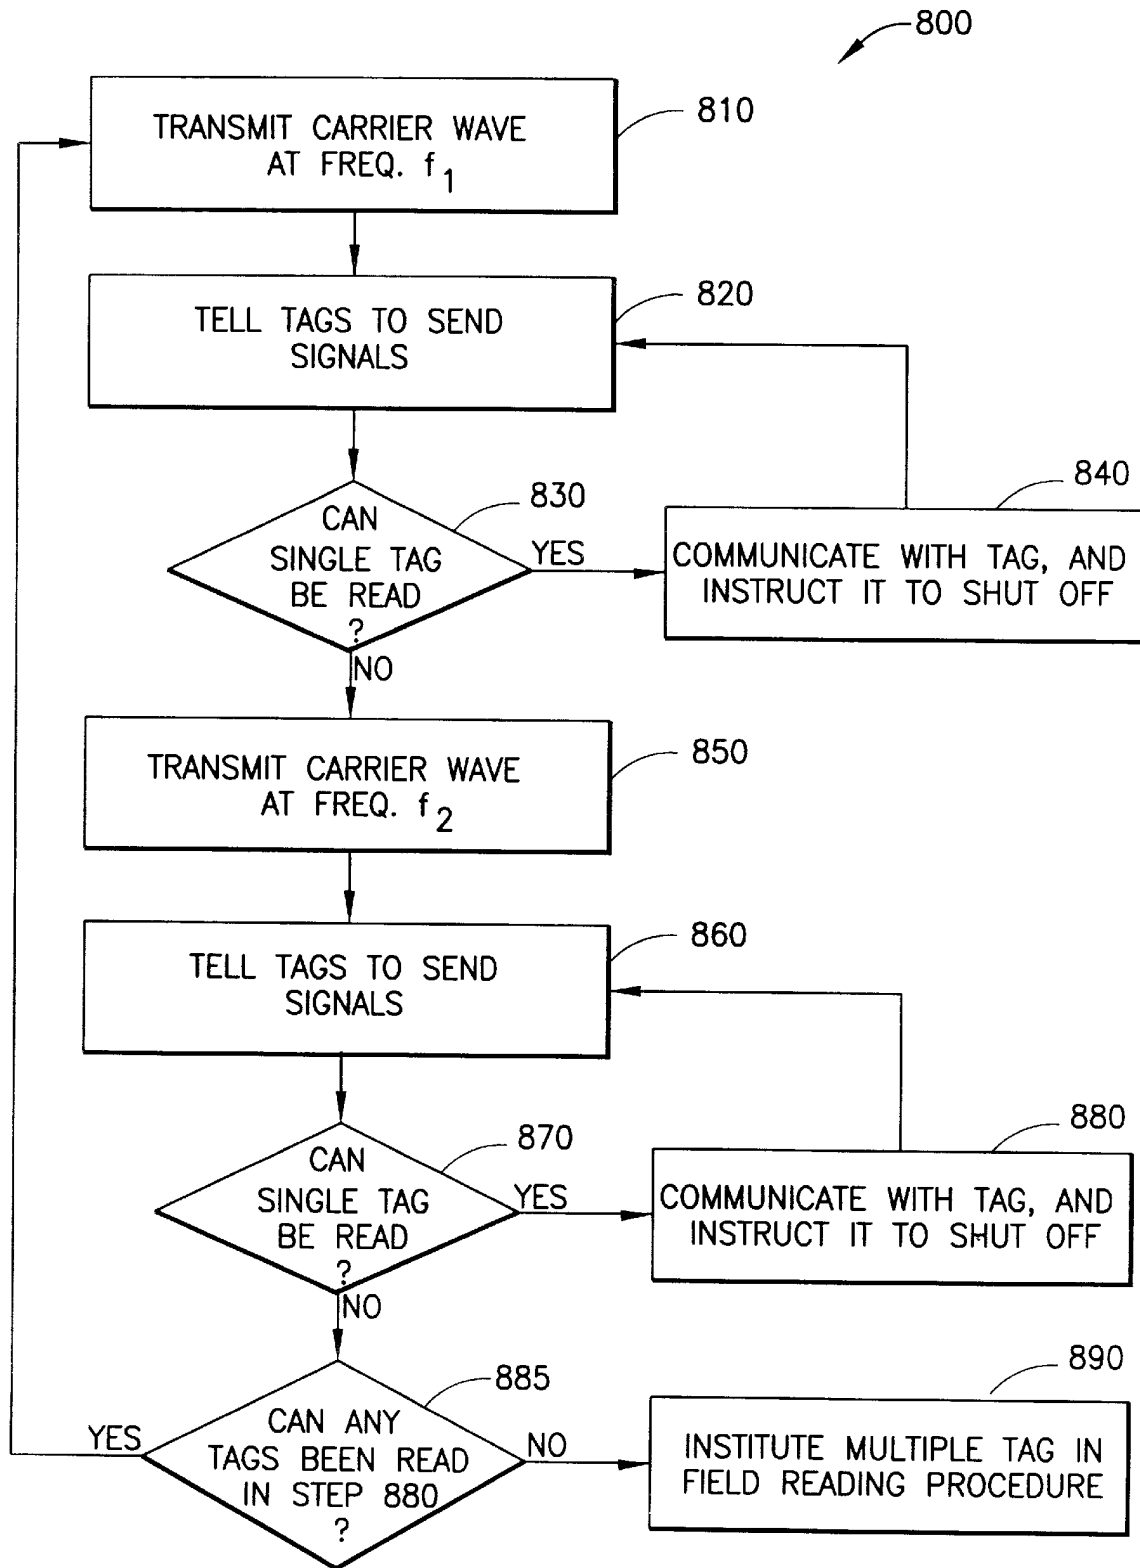 800
TRANSMIT CARRIER WAVE
AT FREQ. f1
810
TELL TAGS TO SEND
SIGNALS
820
CAN
SINGLE TAG
BE READ
?
830
YES
NO
COMMUNICATE WITH TAG, AND
INSTRUCT IT TO SHUT OFF
840
TRANSMIT CARRIER WAVE
AT FREQ. f2
850
TELL TAGS TO SEND
SIGNALS
860
CAN
SINGLE TAG
BE READ
?
870
YES
NO
COMMUNICATE WITH TAG, AND
INSTRUCT IT TO SHUT OFF
880
CAN ANY
TAGS BEEN READ
IN STEP 880
?
885
YES
NO
INSTITUTE MULTIPLE TAG IN
FIELD READING PROCEDURE
890